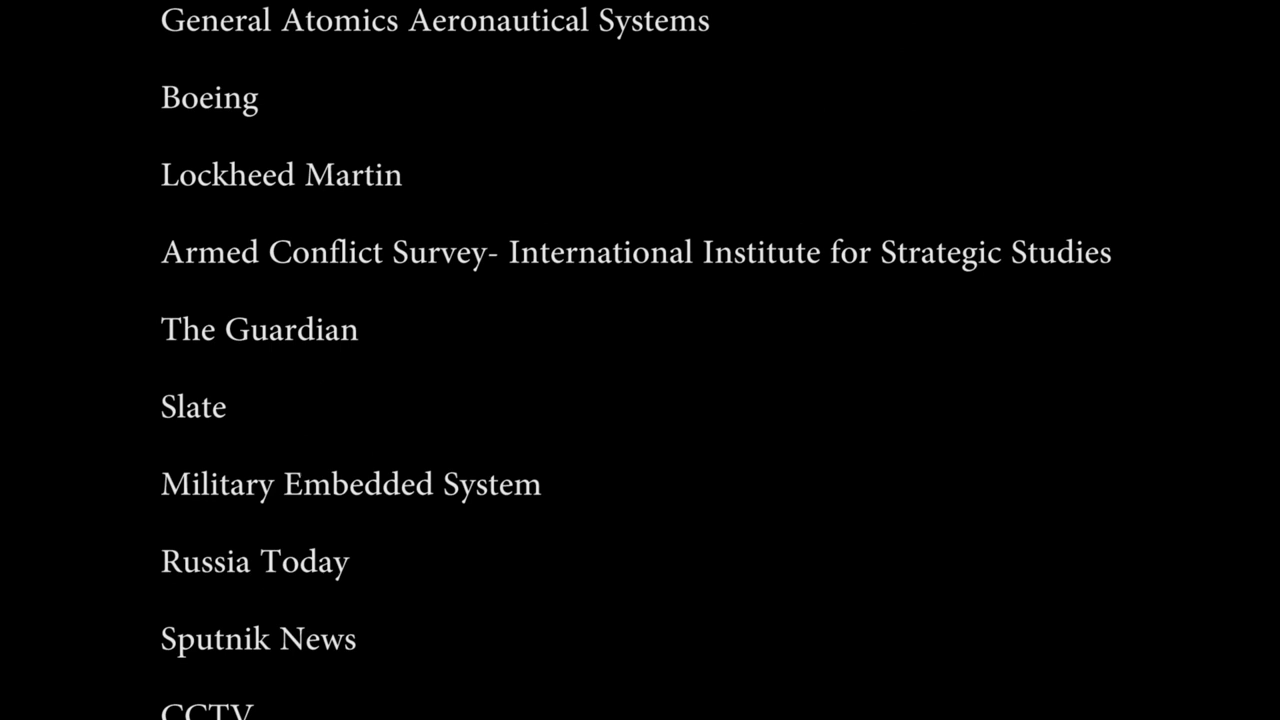 General Atomics Aeronautical Systems
Boeing
Lockheed Martin
Armed Conflict Survey- International Institute for Strategic Studies
The Guardian
Slate
Military Embedded System
Russia Today
Sputnik News
CCTV